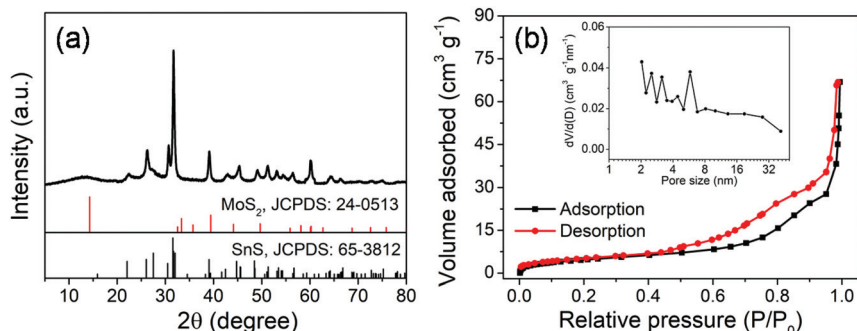 (a)
Intensity (a.u.)
MoS₂, JCPDS: 24-0513
SnS, JCPDS: 65-3812
10 20 30 40 50 60 70 80
2θ (degree)
(b)
Volume adsorbed (cm³ g⁻¹)
90
75
60
45
30
15
0
dV/d(D) (cm³ g⁻¹nm⁻¹)
0.06
0.04
0.02
0.00
1 2 4 8 16 32
Pore size (nm)
Adsorption
Desorption
0.0 0.2 0.4 0.6 0.8 1.0
Relative pressure (P/P₀)